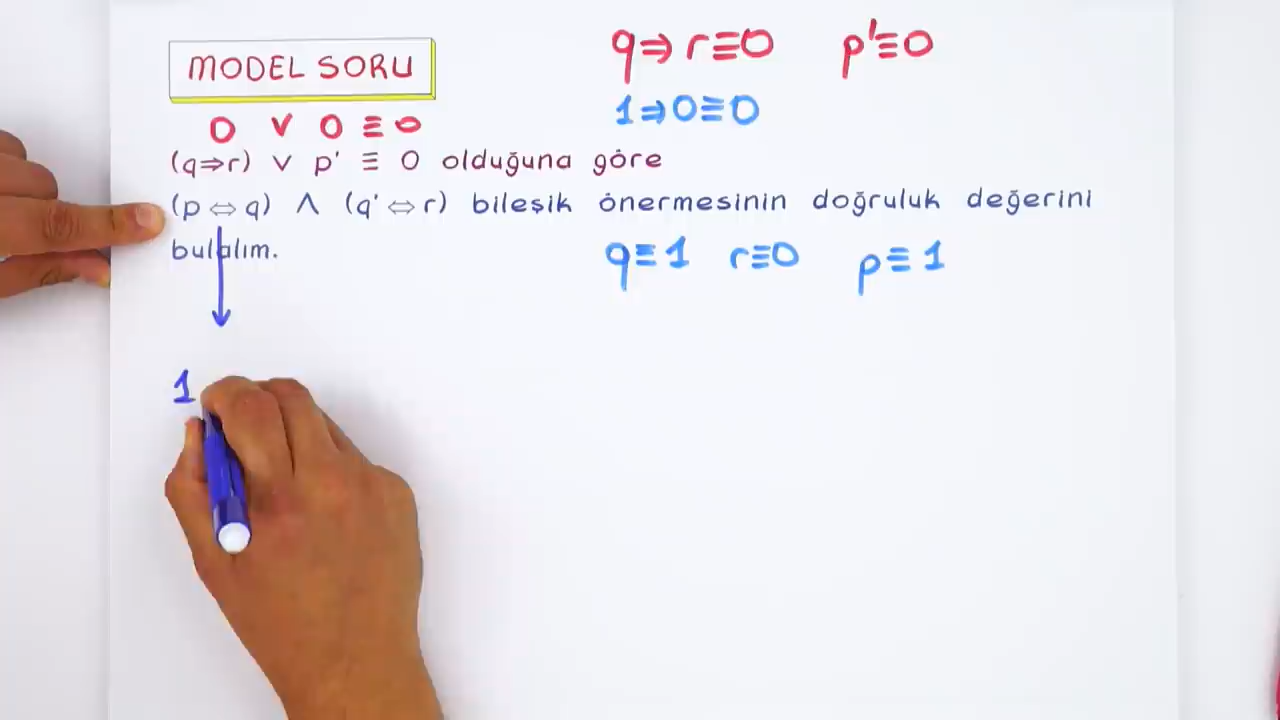 MODEL SORU
q⇒r≡0 p'≡0
1⇒0≡0
0 ∨ 0 ≡ 0
(q⇒r) ∨ p' ≡ 0 olduğuna göre
(p⇔q) ∧ (q'⇔r) bileşik önermesinin doğruluk değerini
bulalım.
q≡1 r≡0 p≡1
1